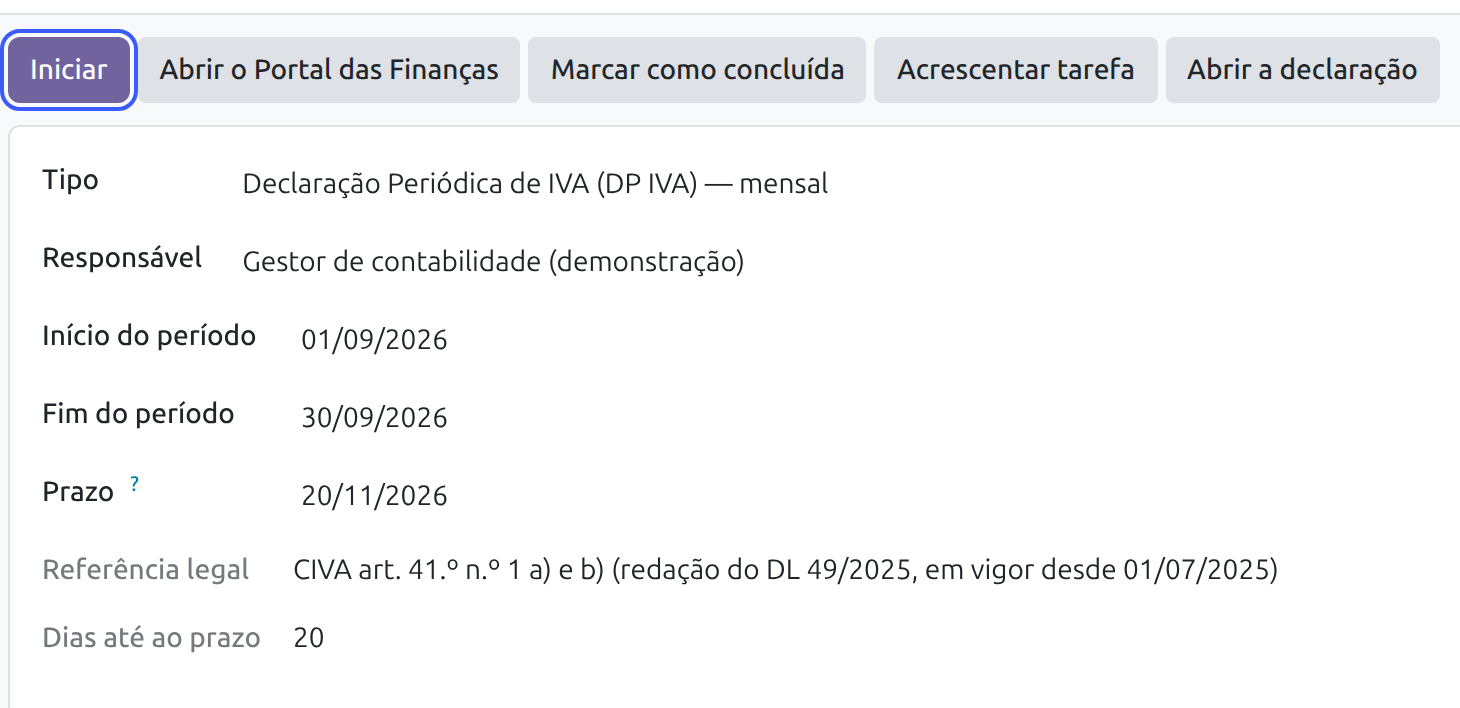 Iniciar
Abrir o Portal das Finanças
Marcar como concluída
Acrescentar tarefa
Abrir a declaração
Tipo
Declaração Periódica de IVA (DP IVA) — mensal
Responsável
Gestor de contabilidade (demonstração)
Início do período
01/09/2026
Fim do período
30/09/2026
Prazo ?
20/11/2026
Referência legal
CIVA art. 41.º n.º 1 a) e b) (redação do DL 49/2025, em vigor desde 01/07/2025)
Dias até ao prazo
20